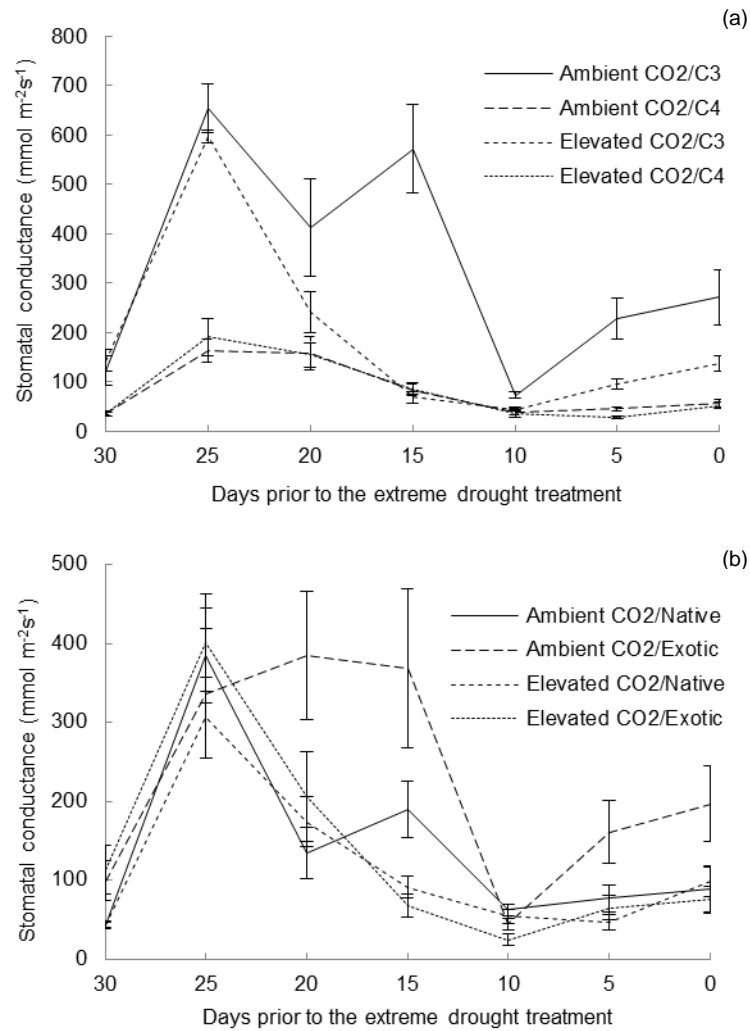 (a)
800
700
600
500
400
300
200
100
0
Stomatal conductance (mmol m-2s-1)
Ambient CO2/C3
Ambient CO2/C4
Elevated CO2/C3
Elevated CO2/C4
30 25 20 15 10 5 0
Days prior to the extreme drought treatment
(b)
500
400
300
200
100
0
Stomatal conductance (mmol m-2s-1)
Ambient CO2/Native
Ambient CO2/Exotic
Elevated CO2/Native
Elevated CO2/Exotic
30 25 20 15 10 5 0
Days prior to the extreme drought treatment